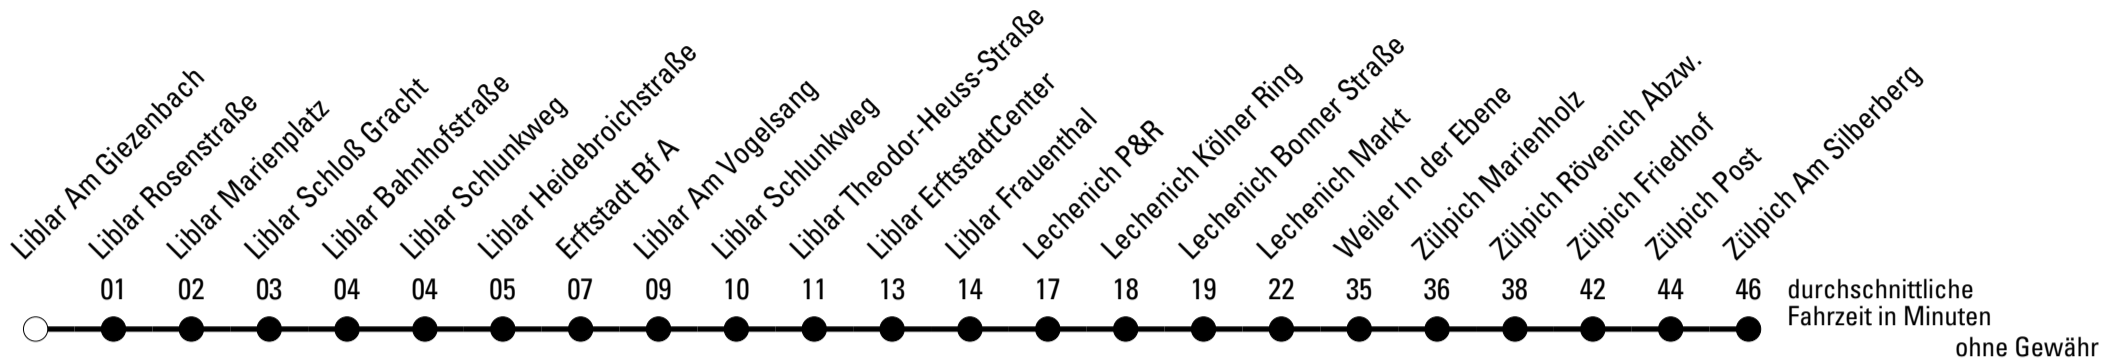 Liblar Am Giezenbach
Liblar Rosenstraße
Liblar Marienplatz
Liblar Schloß Gracht
Liblar Bahnhofstraße
Liblar Schlunkweg
Liblar Heidebroichstraße
Erftstadt Bf A
Liblar Am Vogelsang
Liblar Schlunkweg
Liblar Theodor-Heuss-Straße
Liblar ErftstadtCenter
Liblar Frauenthal
Lechenich P&R
Lechenich Kölner Ring
Lechenich Bonner Straße
Lechenich Markt
Weiler In der Ebene
Zülpich Marienholz
Zülpich Rövenich Abzw.
Zülpich Friedhof
Zülpich Post
Zülpich Am Silberberg
01 02 03 04 04 05 07 09 10 11 13 14 17 18 19 22 35 36 38 42 44 46
durchschnittliche
Fahrzeit in Minuten
ohne Gewähr